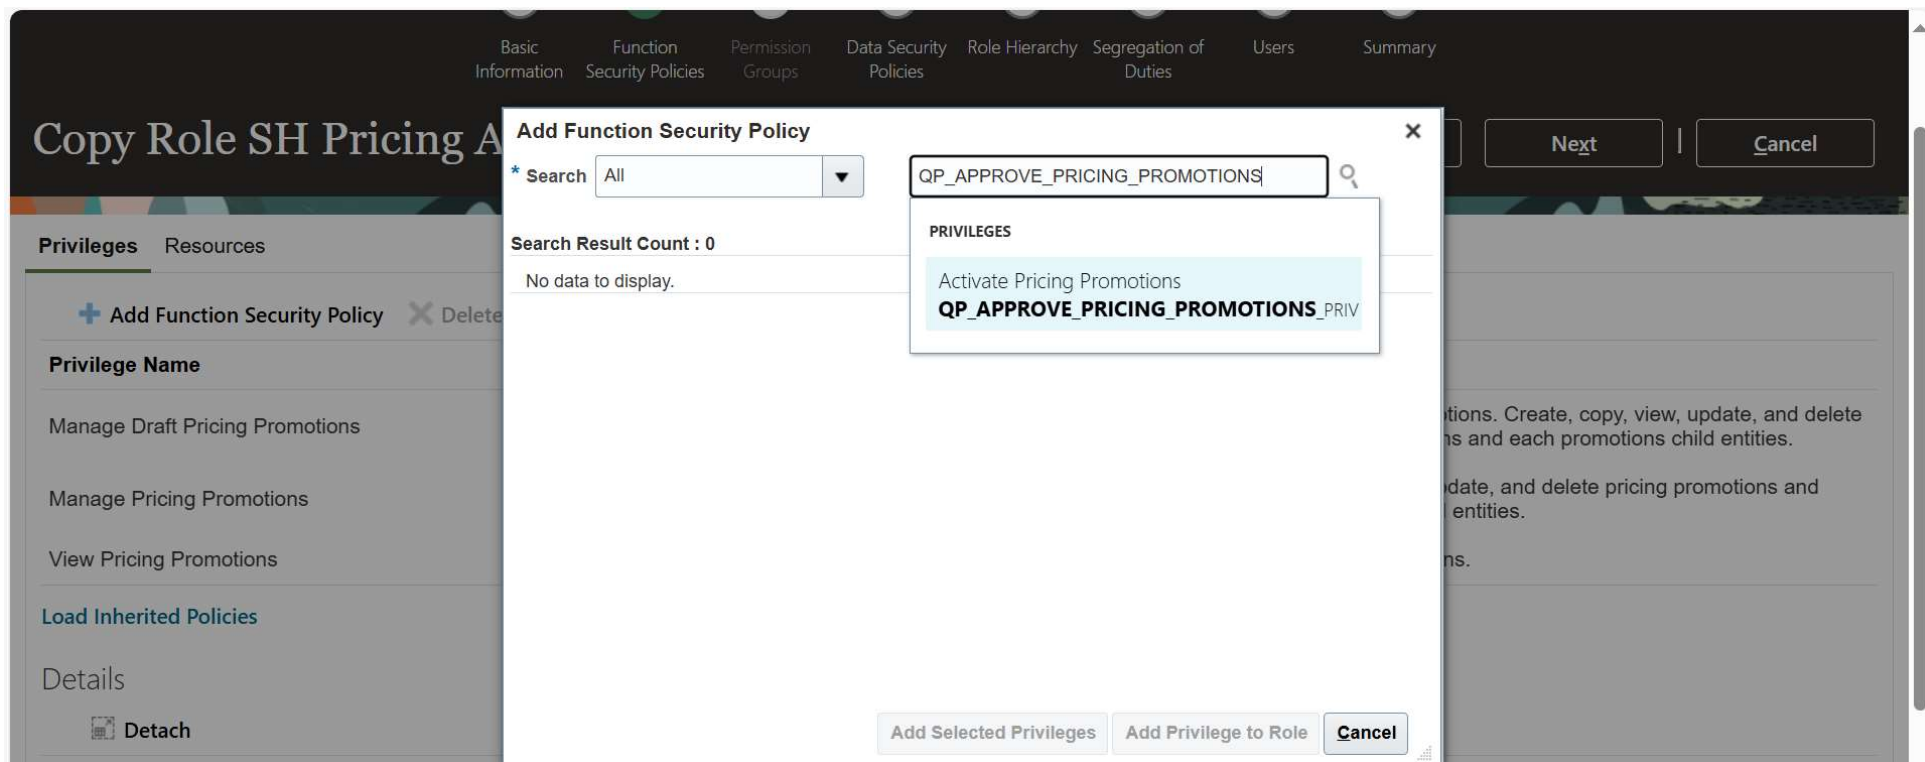 Basic Information
Function Security Policies
Permission Groups
Data Security Policies
Role Hierarchy
Segregation of Duties
Users
Summary
Copy Role SH Pricing A
Next
Cancel
Add Function Security Policy
* Search All
QP_APPROVE_PRICING_PROMOTIONS
PRIVILEGES
Activate Pricing Promotions
QP_APPROVE_PRICING_PROMOTIONS_PRIV
Search Result Count : 0
No data to display.
Add Selected Privileges
Add Privilege to Role
Cancel
Privileges
Resources
Add Function Security Policy
Delete
Privilege Name
Manage Draft Pricing Promotions
tions. Create, copy, view, update, and delete
ns and each promotions child entities.
Manage Pricing Promotions
date, and delete pricing promotions and
entities.
View Pricing Promotions
ns.
Load Inherited Policies
Details
Detach